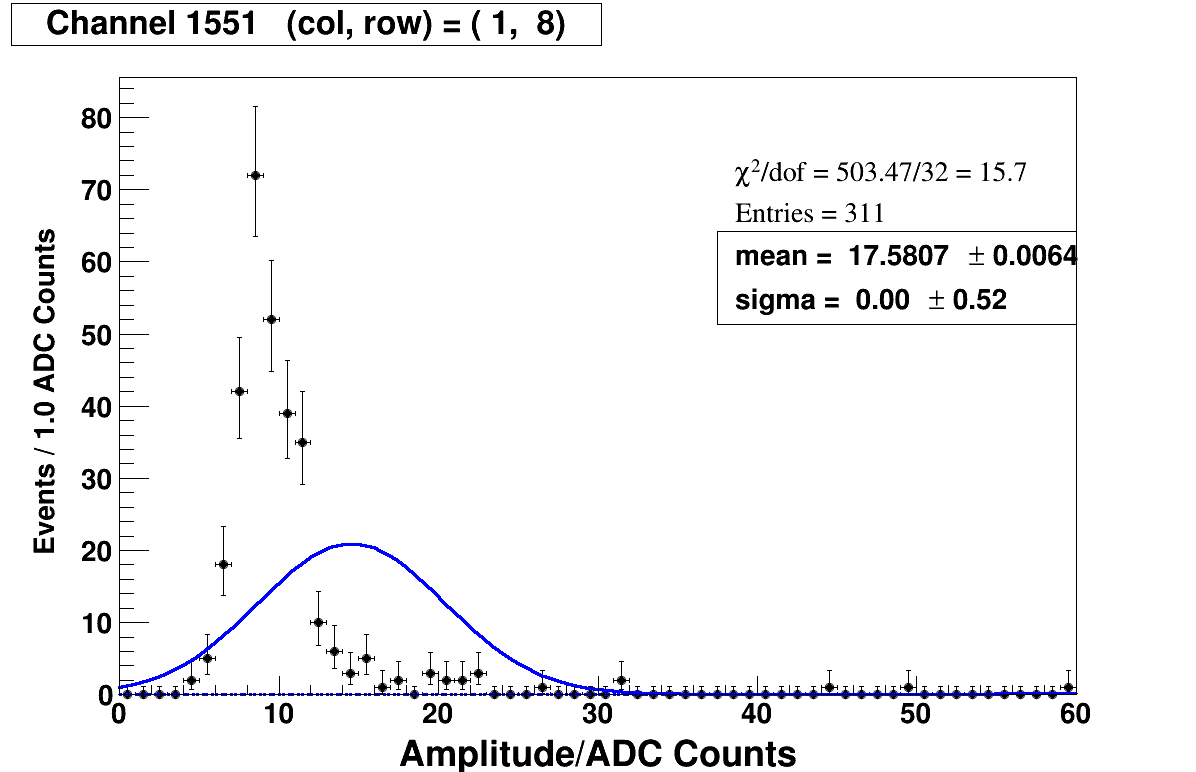 Channel 1551 (col, row) = ( 1, 8)
χ²/dof = 503.47/32 = 15.7
Entries = 311
mean = 17.5807 ± 0.0064
sigma = 0.00 ± 0.52
Events / 1.0 ADC Counts
80
70
60
50
40
30
20
10
0
0 10 20 30 40 50 60
Amplitude/ADC Counts